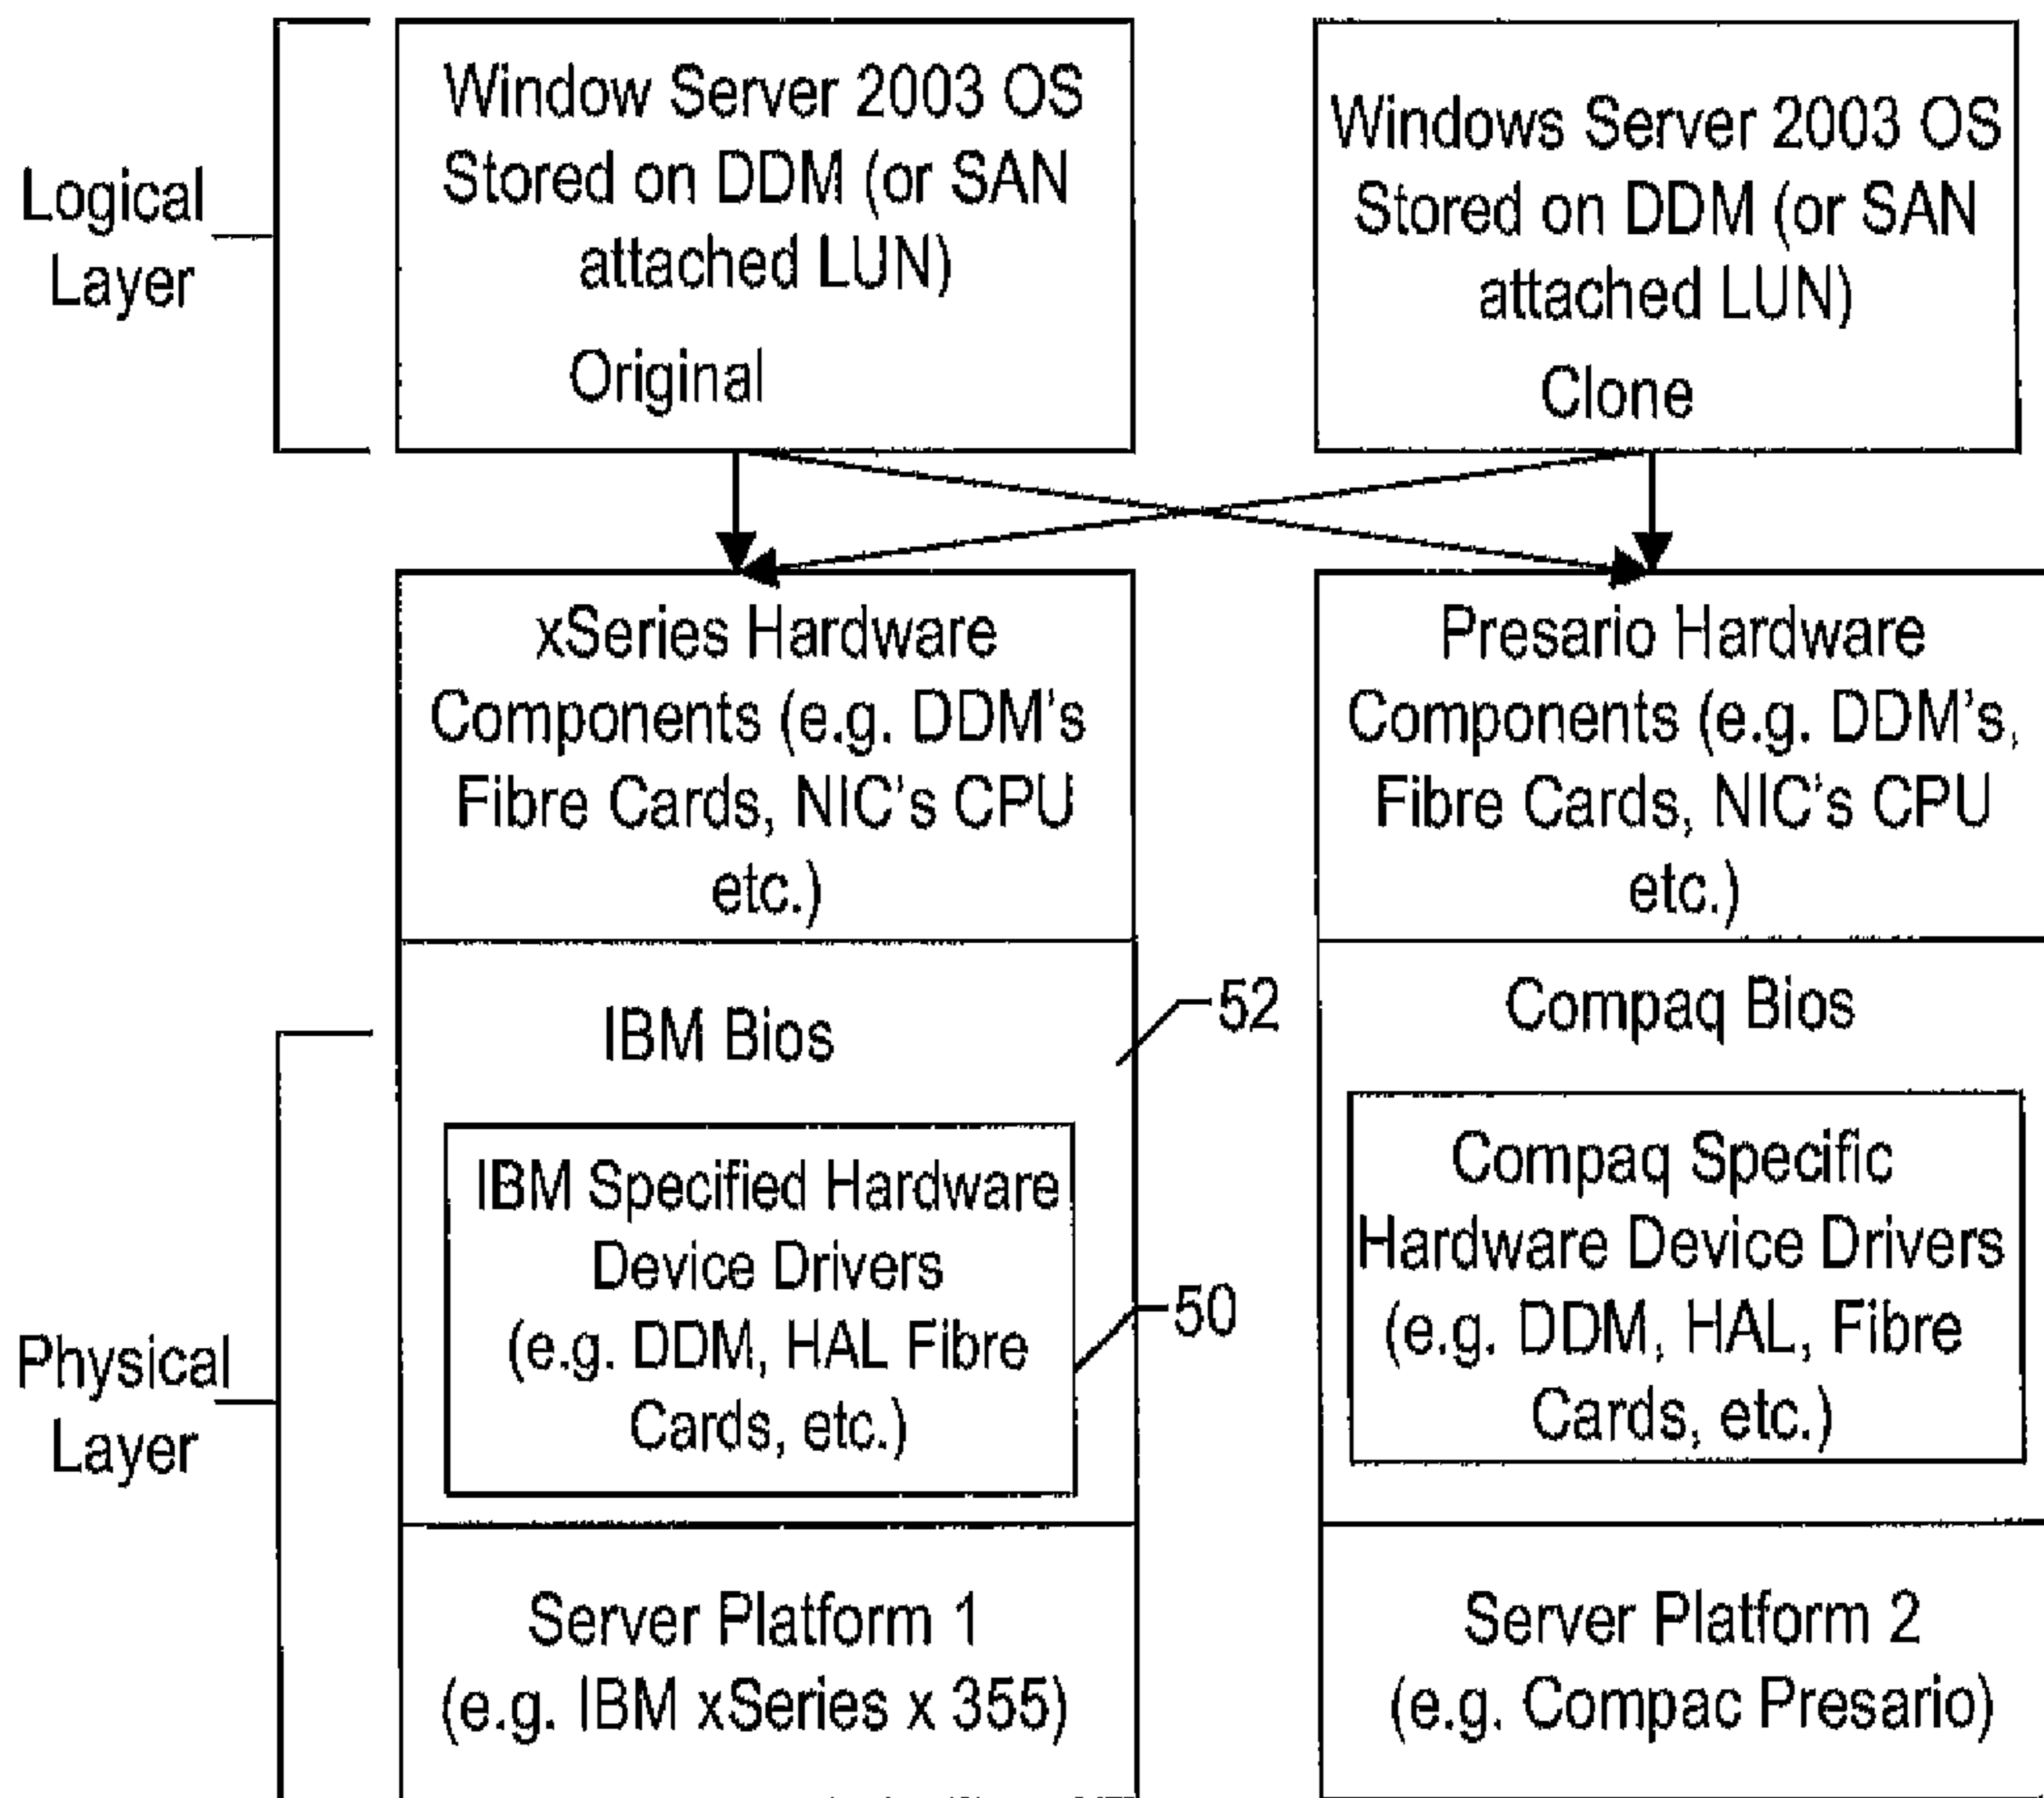 Logical
Layer
Window Server 2003 OS
Stored on DDM (or SAN
attached LUN)
Original
Windows Server 2003 OS
Stored on DDM (or SAN
attached LUN)
Clone
xSeries Hardware
Components (e.g. DDM's
Fibre Cards, NIC's CPU
etc.)
Presario Hardware
Components (e.g. DDM's,
Fibre Cards, NIC's CPU
etc.)
Physical
Layer
IBM Bios
52
IBM Specified Hardware
Device Drivers
(e.g. DDM, HAL Fibre
Cards, etc.)
50
Compaq Bios
Compaq Specific
Hardware Device Drivers
(e.g. DDM, HAL, Fibre
Cards, etc.)
Server Platform 1
(e.g. IBM xSeries x 355)
Server Platform 2
(e.g. Compac Presario)